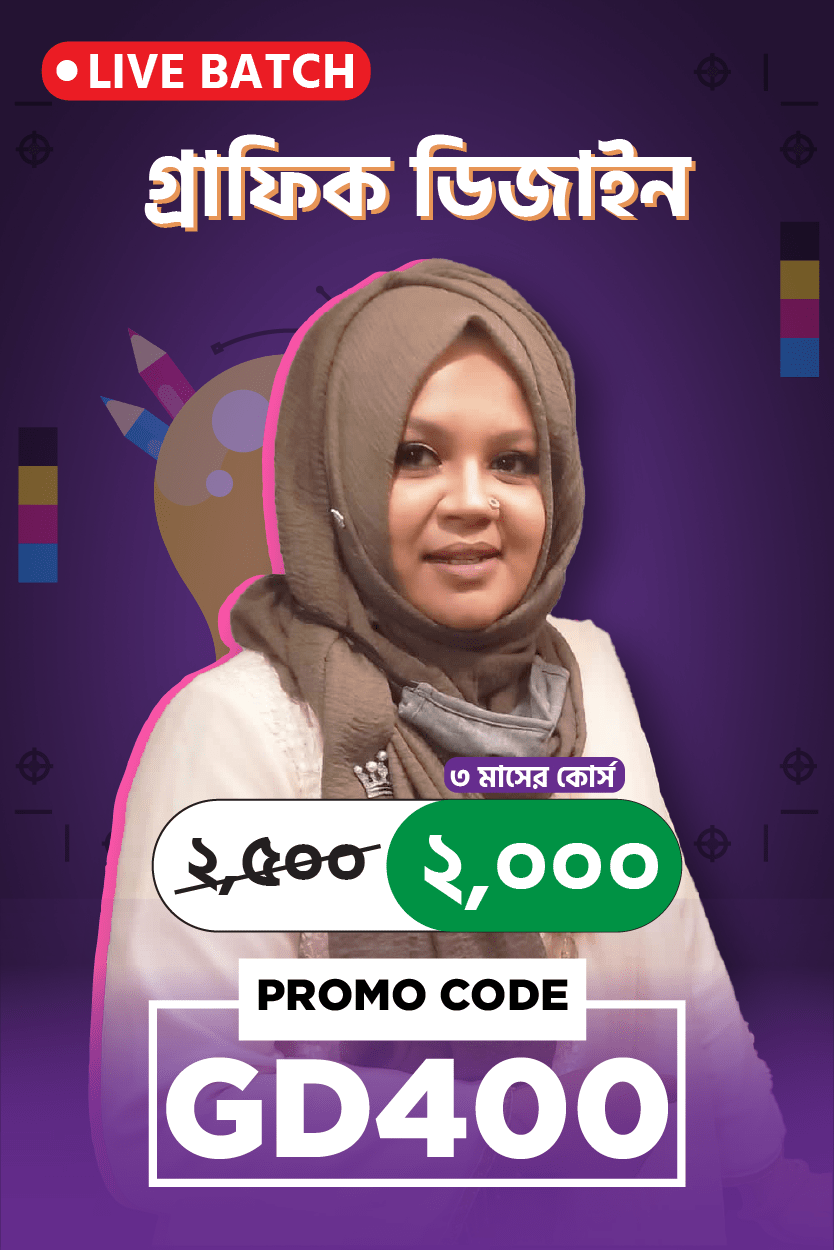 LIVE BATCH
গ্রাফিক ডিজাইন
৩ মাসের কোর্স
২,৫০০ ২,০০০
PROMO CODE
GD400